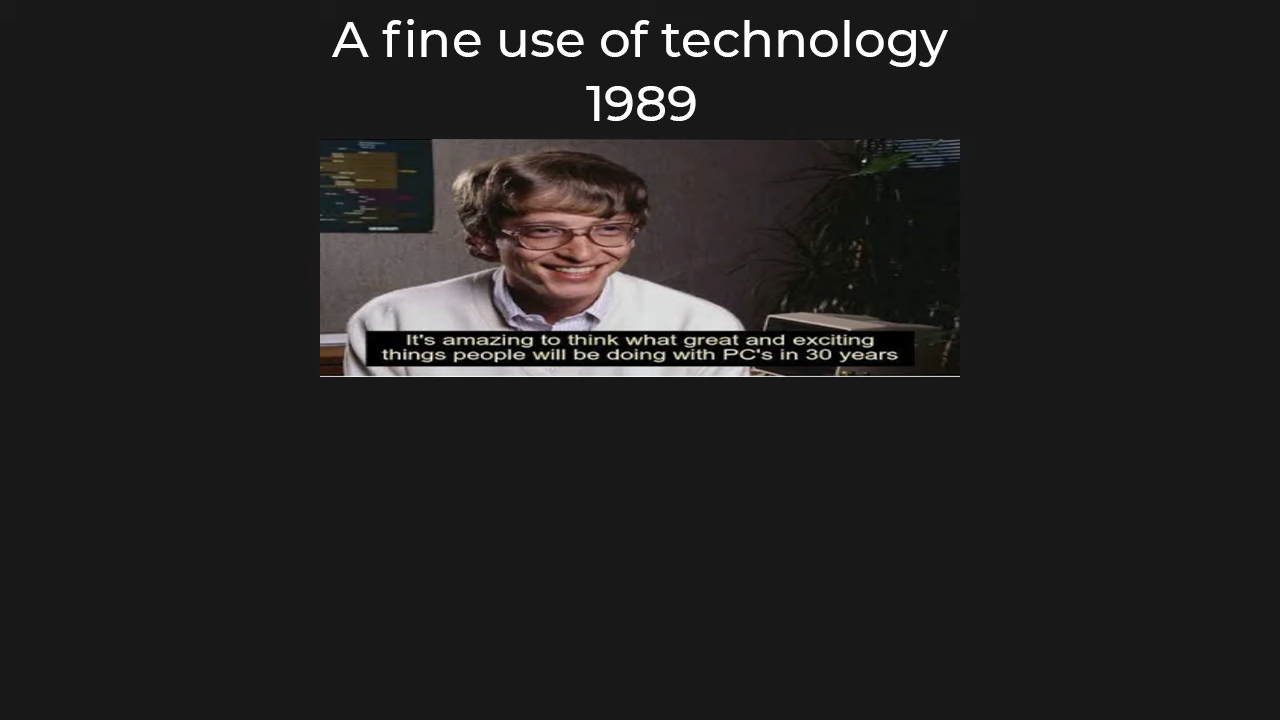 A fine use of technology
1989
MICROSOFT
It's amazing to think what great and exciting
things people will be doing with PC's in 30 years